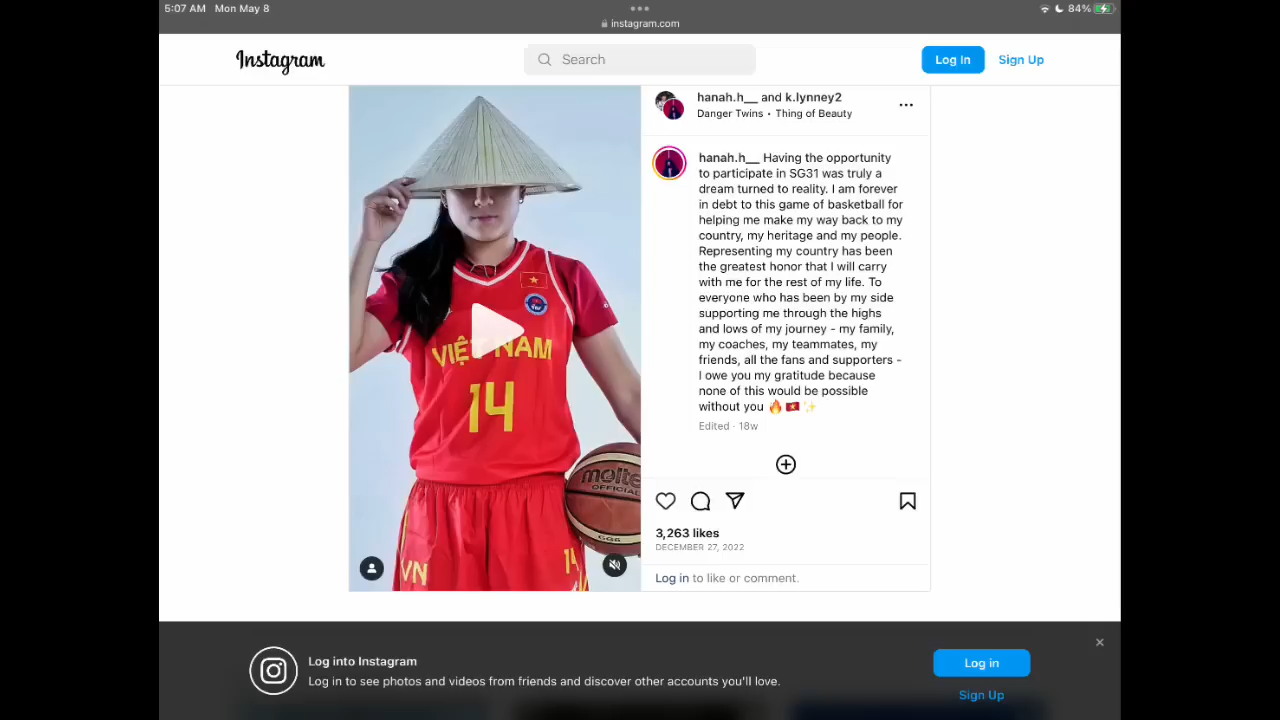 5:07 AM Mon May 8
84%
instagram.com
Instagram
Search
Log In
Sign Up
hanah.h__ and k.lynney2
Danger Twins • Thing of Beauty
hanah.h__ Having the opportunity
to participate in SG31 was truly a
dream turned to reality. I am forever
in debt to this game of basketball for
helping me make my way back to my
country, my heritage and my people.
Representing my country has been
the greatest honor that I will carry
with me for the rest of my life. To
everyone who has been by my side
supporting me through the highs
and lows of my journey - my family,
my coaches, my teammates, my
friends, all the fans and supporters -
I owe you my gratitude because
none of this would be possible
without you 🔥🇻🇳✨
Edited · 18w
VIỆT NAM
14
molten
OFFICIAL
GG6
VN
14
3,263 likes
DECEMBER 27, 2022
Log in to like or comment.
Log into Instagram
Log in to see photos and videos from friends and discover other accounts you'll love.
Log in
Sign Up